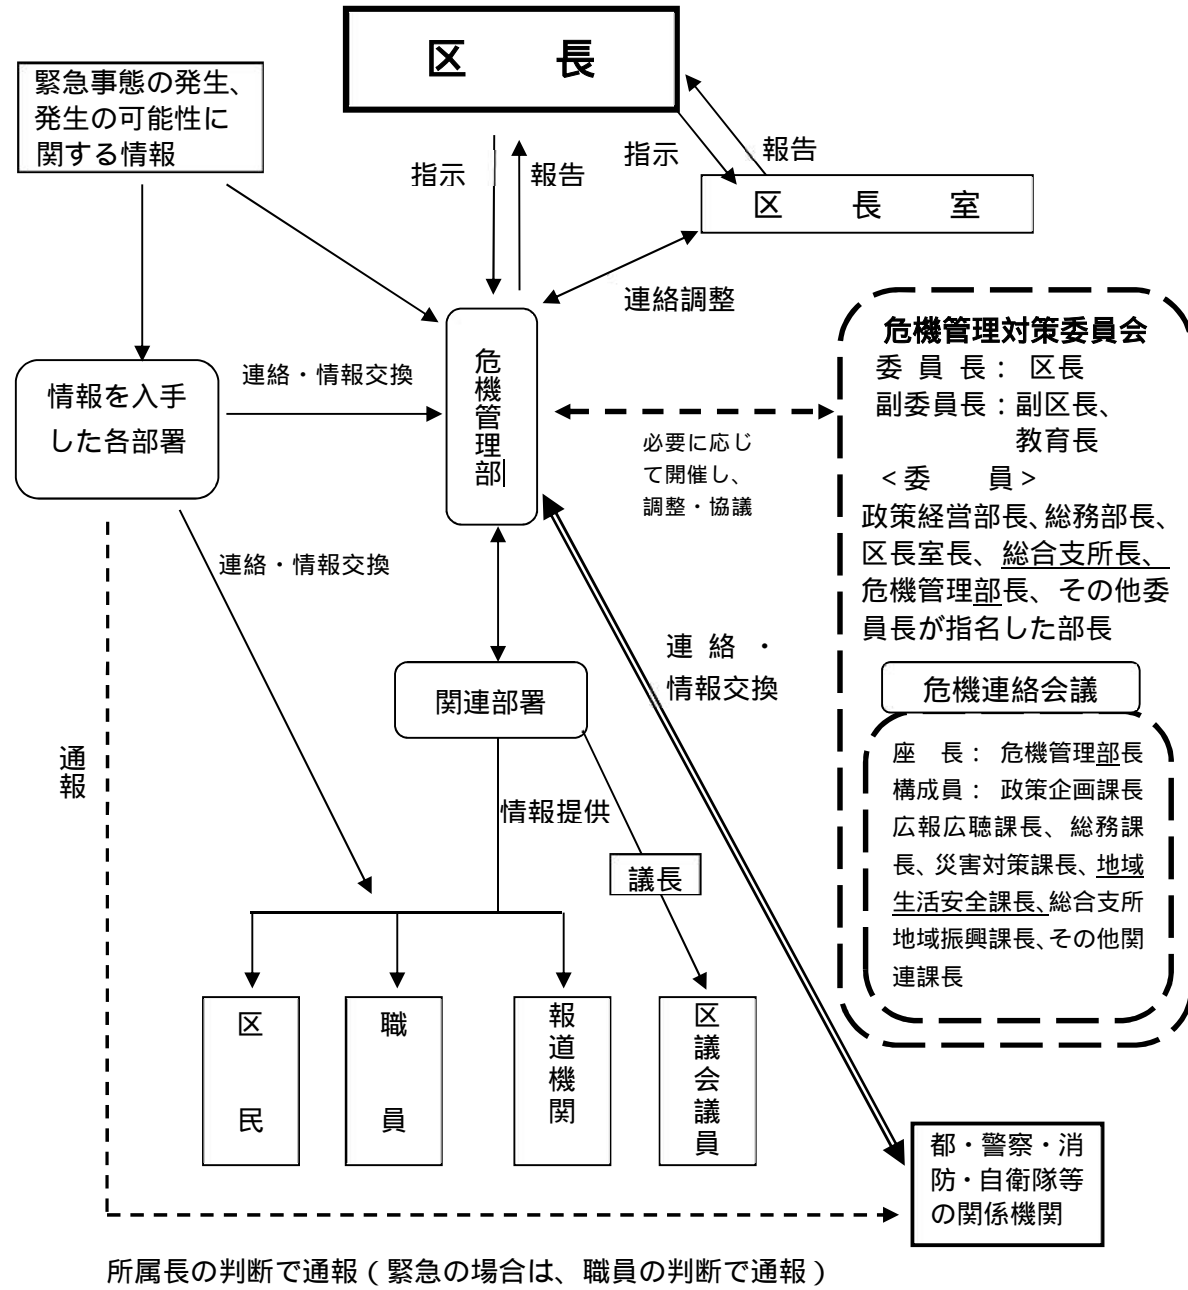 区　　長
緊急事態の発生、
発生の可能性に
関する情報
指示
報告
指示
報告
区　長　室
連絡調整
情報を入手
した各部署
連絡・情報交換
危機管理部
必要に応じ
て開催し、
調整・協議
危機管理対策委員会
委 員 長： 区長
副委員長：副区長、
教育長
＜委　　員＞
政策経営部長、総務部長、
区長室長、総合支所長、
危機管理部長、その他委
員長が指名した部長
危機連絡会議
座　長： 危機管理部長
構成員： 政策企画課長
広報広聴課長、総務課
長、災害対策課長、地域
生活安全課長、総合支所
地域振興課長、その他関
連課長
連絡・情報交換
連 絡 ・
情報交換
関連部署
通報
情報提供
議長
区　民
職　員
報道機関
区議会議員
都・警察・消
防・自衛隊等
の関係機関
所属長の判断で通報（緊急の場合は、職員の判断で通報）